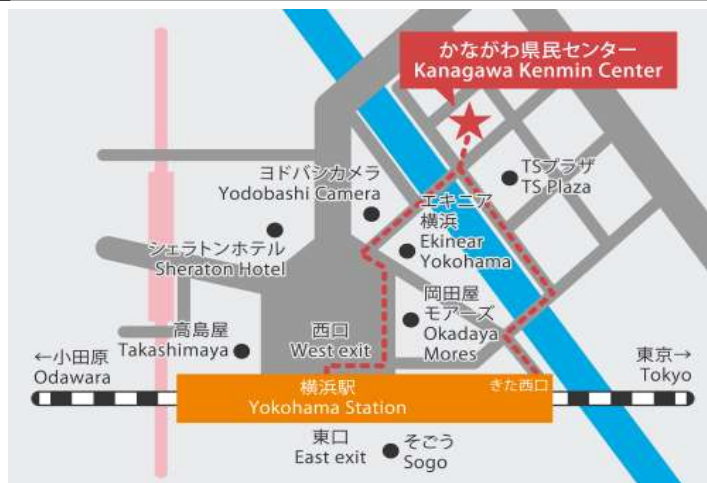 かながわ県民センター
Kanagawa Kenmin Center
ヨドバシカメラ
Yodobashi Camera
TSプラザ
TS Plaza
エキニア
横浜
Ekinear
Yokohama
シェラトンホテル
Sheraton Hotel
岡田屋
モアーズ
Okadaya
Mores
高島屋
Takashimaya
西口
West exit
←小田原
Odawara
東京→
Tokyo
横浜駅
Yokohama Station
きた西口
東口
East exit
そごう
Sogo